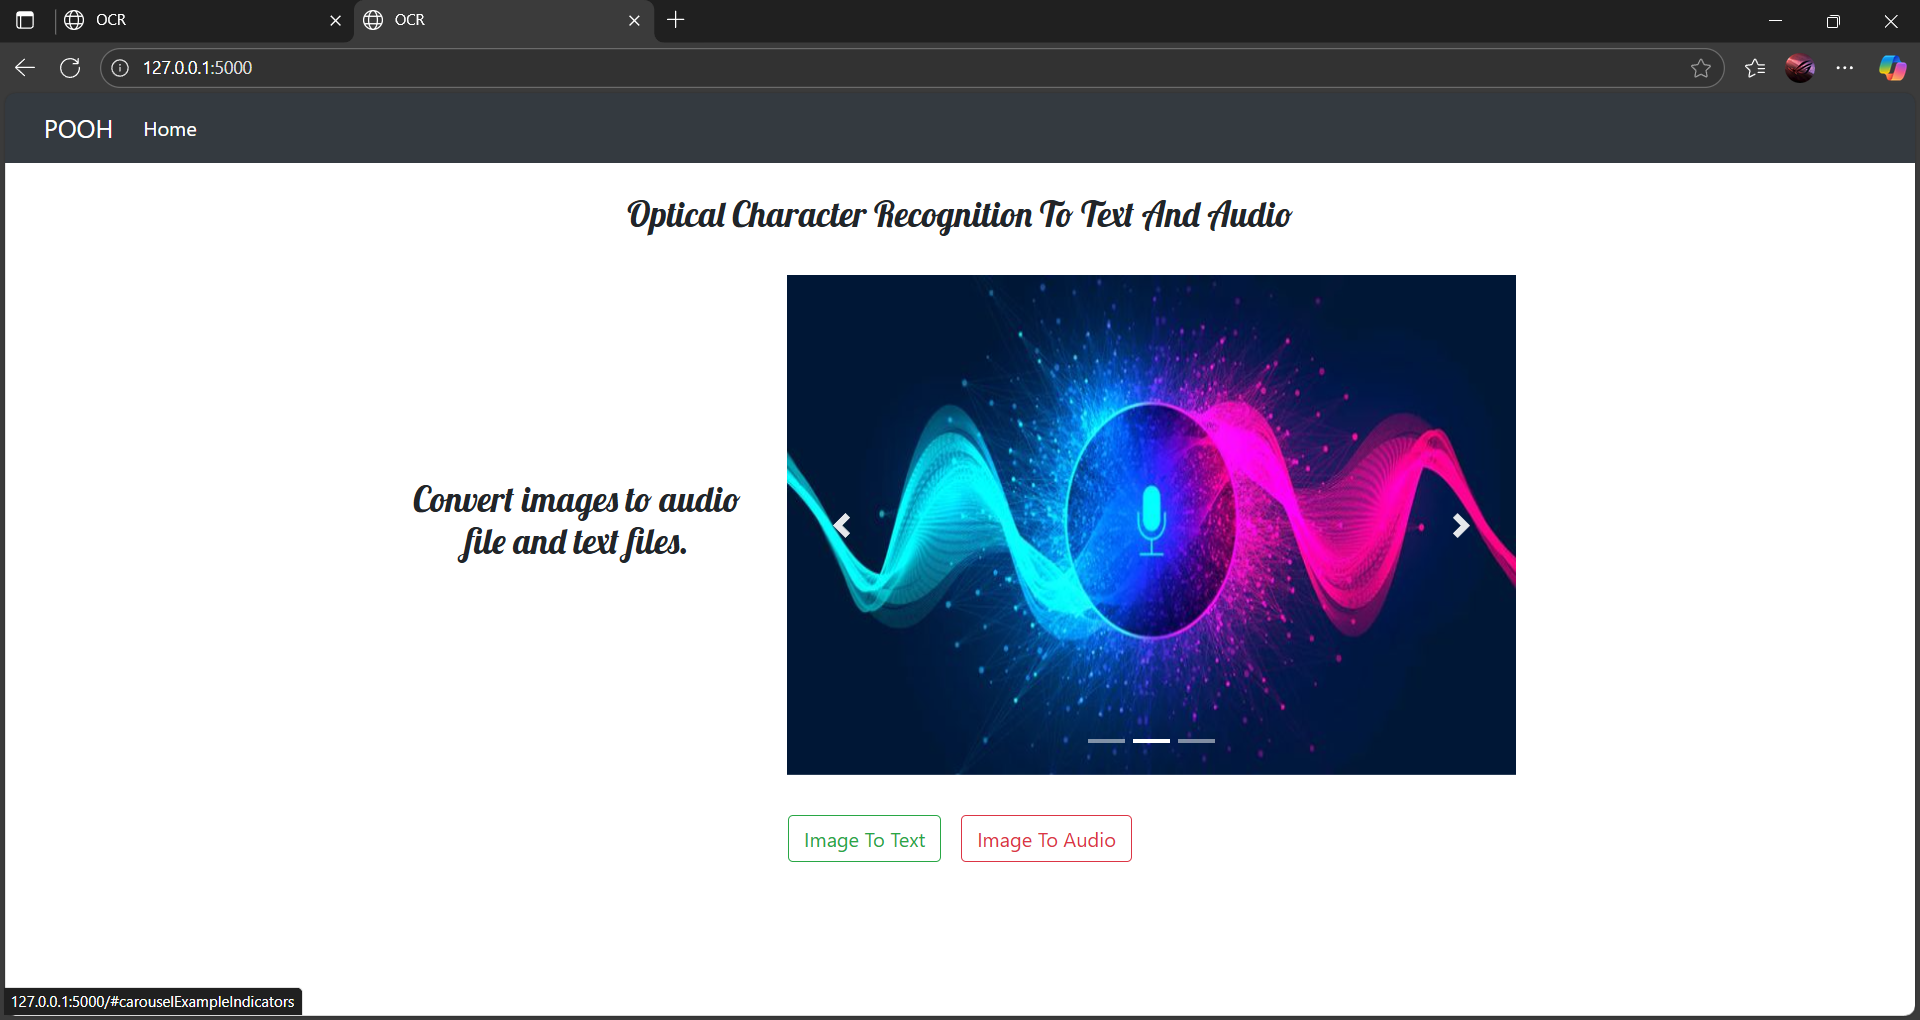 OCR
OCR
127.0.0.1:5000
POOH Home
Optical Character Recognition To Text And Audio
Convert images to audio
file and text files.
Image To Text
Image To Audio
127.0.0.1:5000/#carouselExampleIndicators